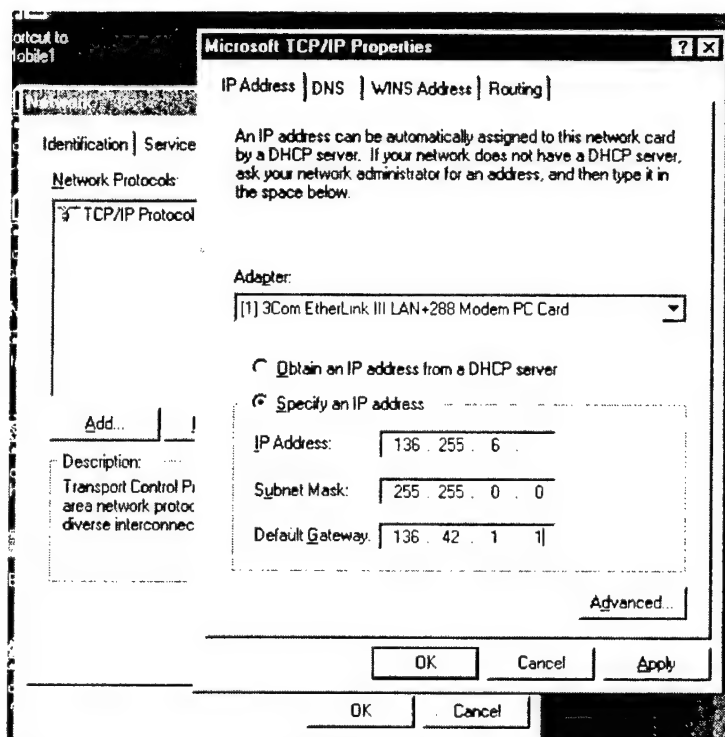 ortcut to
Mobile1
Microsoft TCP/IP Properties
? X
Network
IP Address DNS WINS Address Routing
Identification Service
Network Protocols:
TCP/IP Protocol
An IP address can be automatically assigned to this network card
by a DHCP server. If your network does not have a DHCP server,
ask your network administrator for an address, and then type it in
the space below.
Adapter:
[1] 3Com EtherLink III LAN+288 Modem PC Card
Obtain an IP address from a DHCP server
Specify an IP address
IP Address: 136 . 255 . 6 .
Subnet Mask: 255 . 255 . 0 . 0
Default Gateway. 136 . 42 . 1 1
Add...
Description:
Transport Control Pr
area network protoc
diverse interconnec
Advanced...
OK Cancel Apply
OK Cancel